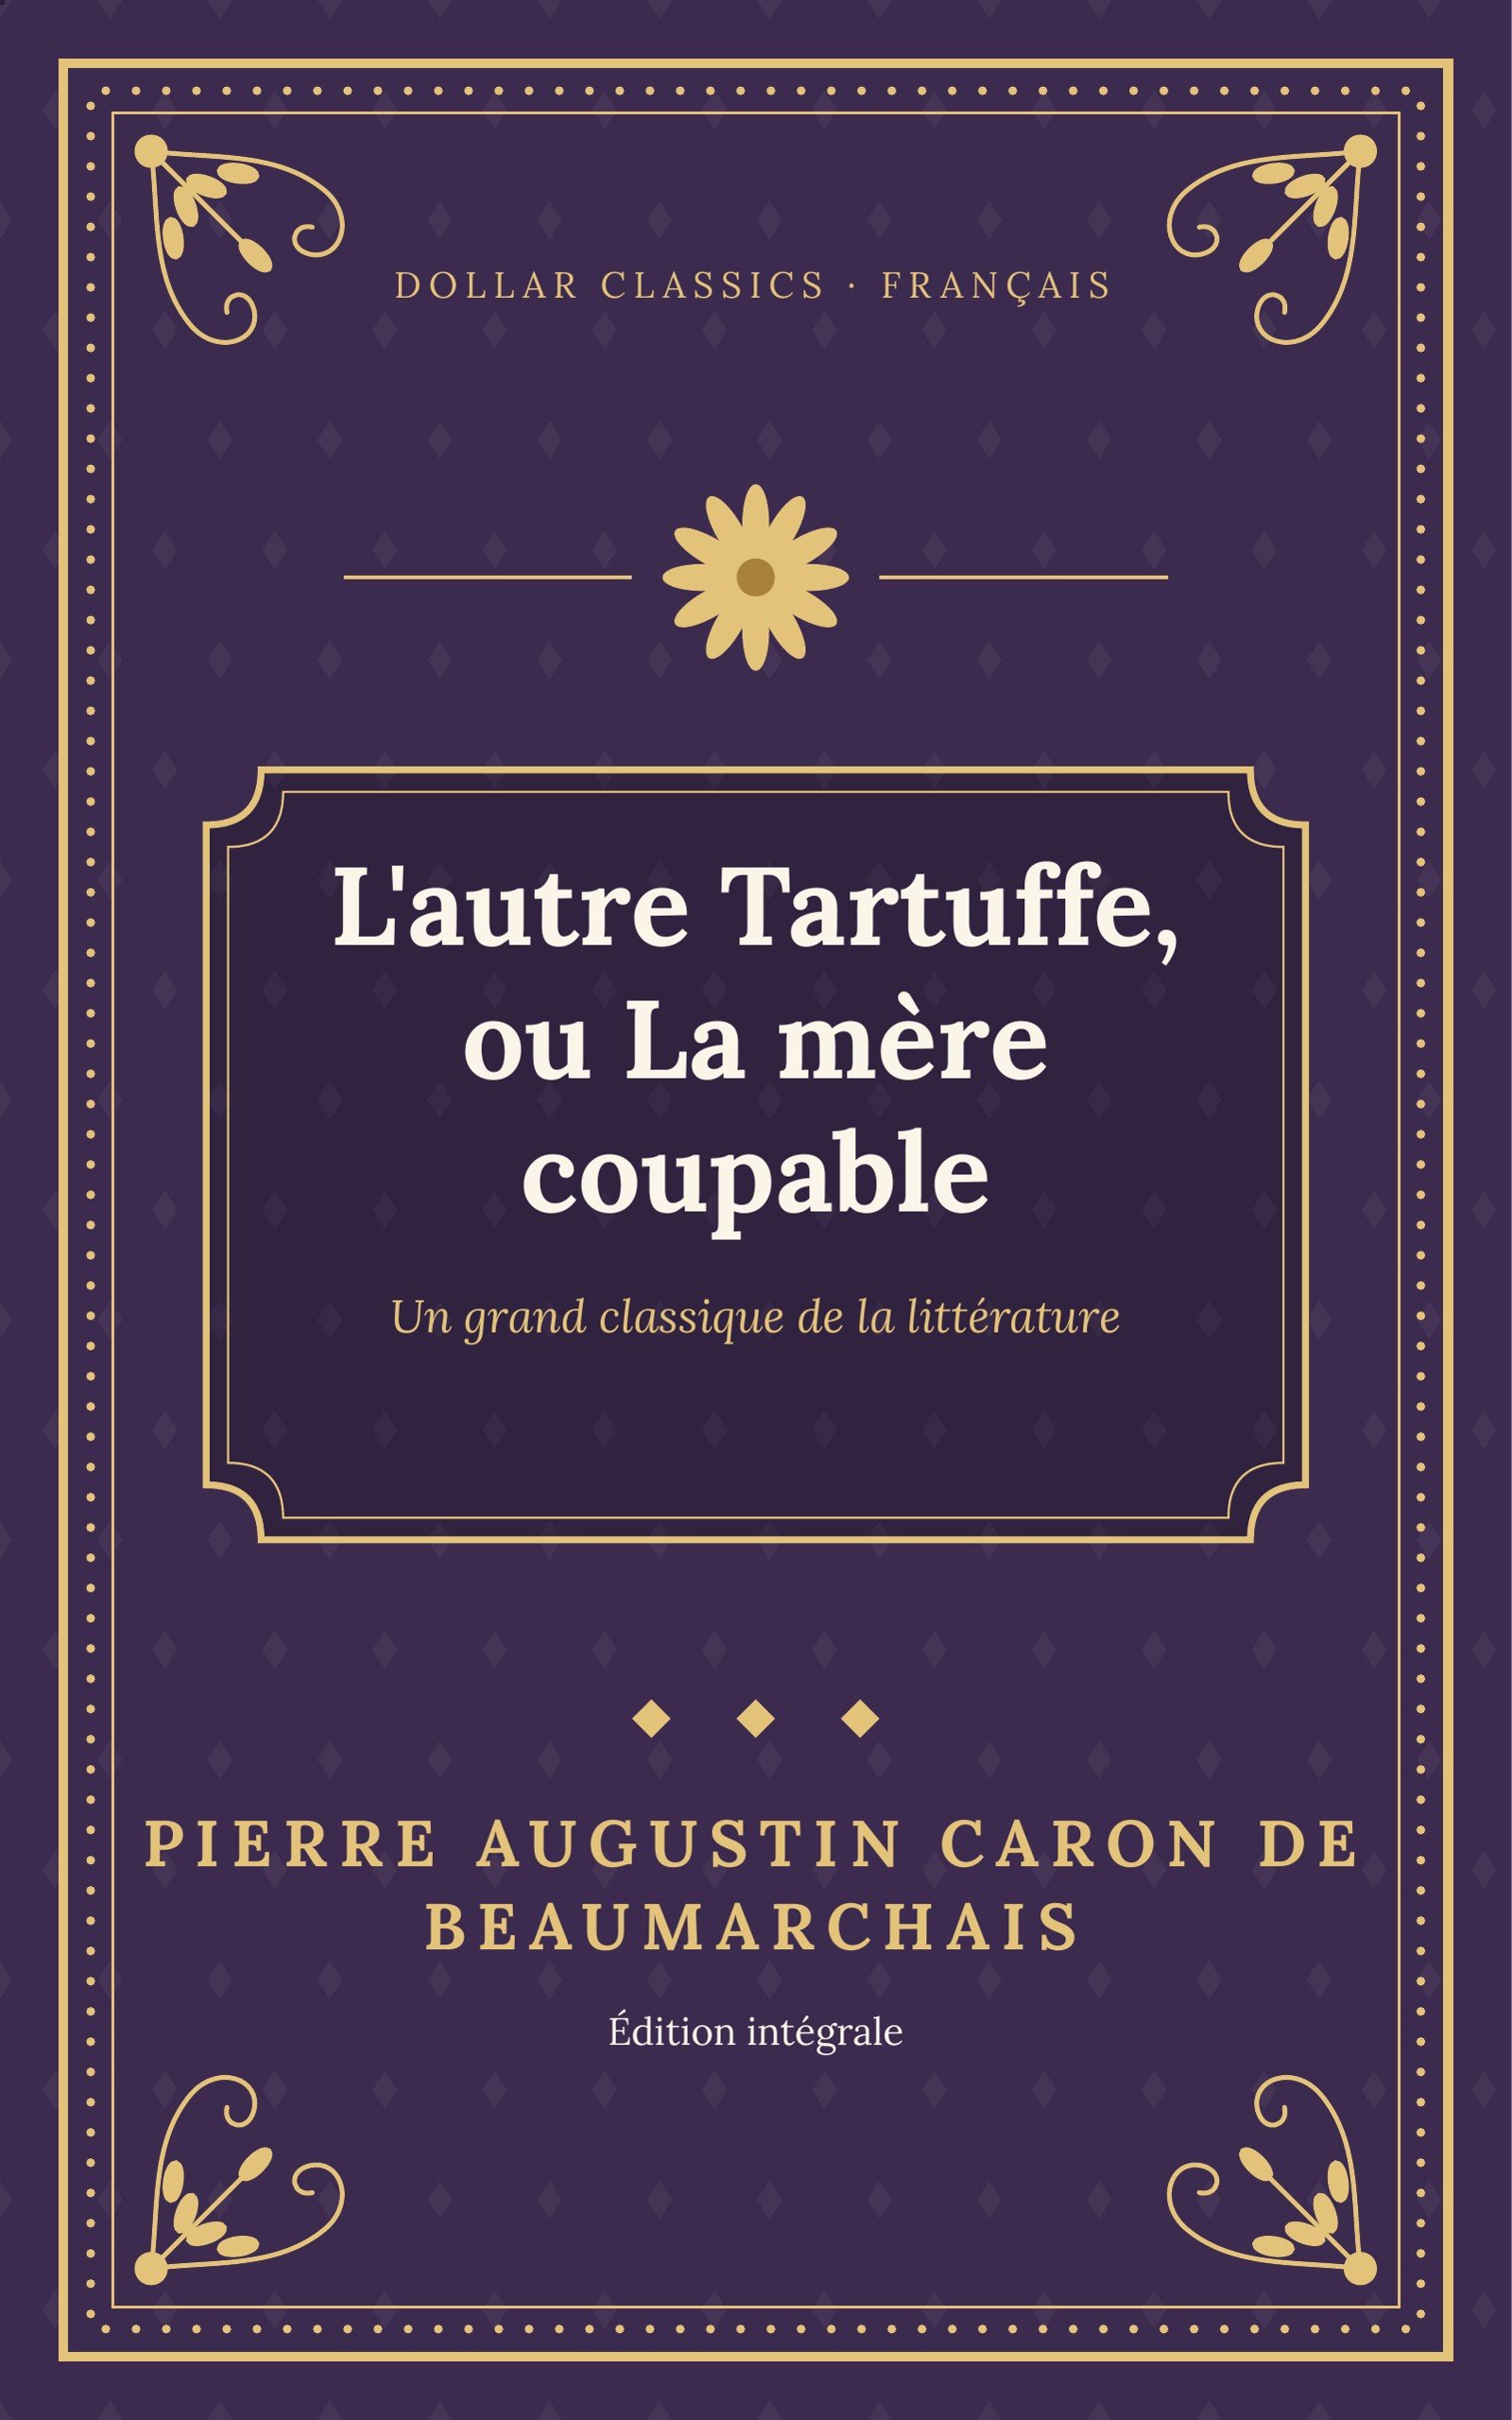 DOLLAR CLASSICS · FRANÇAIS
L'autre Tartuffe,
ou La mère
coupable
Un grand classique de la littérature
PIERRE AUGUSTIN CARON DE
BEAUMARCHAIS
Édition intégrale